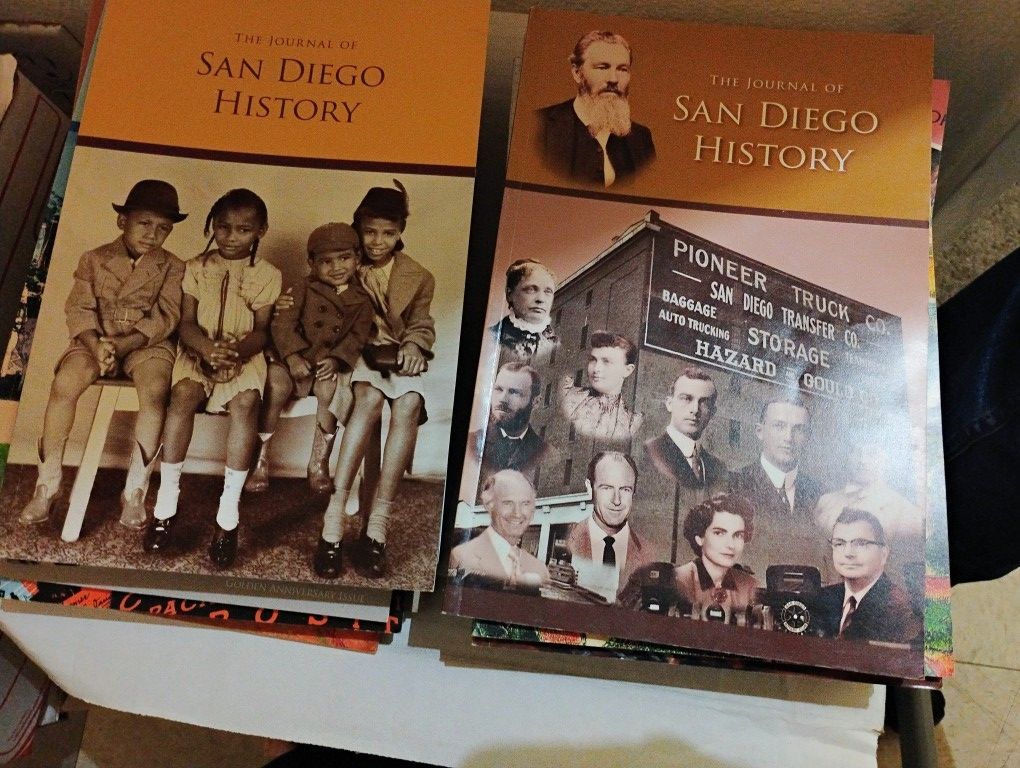 THE JOURNAL OF
SAN DIEGO
HISTORY
GOLDEN ANNIVERSARY ISSUE
THE JOURNAL OF
SAN DIEGO
HISTORY
PIONEER TRUCK CO.
SAN DIEGO TRANSFER CO.
BAGGAGE
AUTO TRUCKING
STORAGE
HAZARD - GOULD